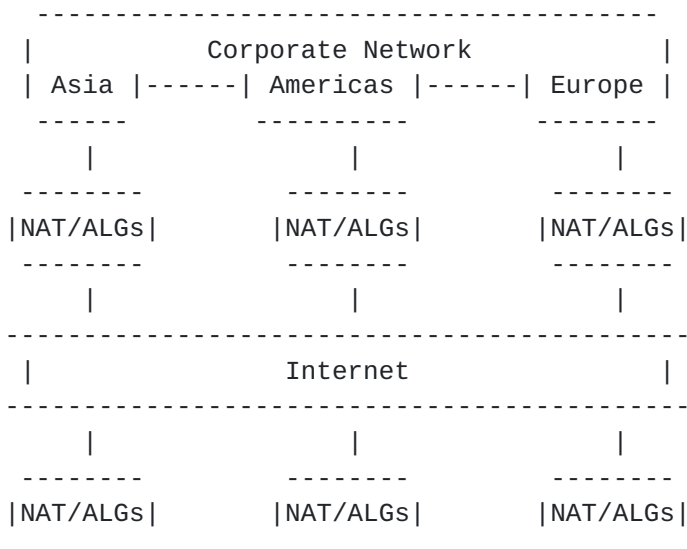 ----------------------------------------
 |           Corporate Network            |
 | Asia |------| Americas |------| Europe |
  ------        ----------        --------
     |                |                |
 --------         --------         --------
|NAT/ALGs|       |NAT/ALGs|       |NAT/ALGs|
 --------         --------         --------
     |                |                |
--------------------------------------------
 |                Internet                |
--------------------------------------------
     |                |                |
 --------         --------         --------
|NAT/ALGs|       |NAT/ALGs|       |NAT/ALGs|